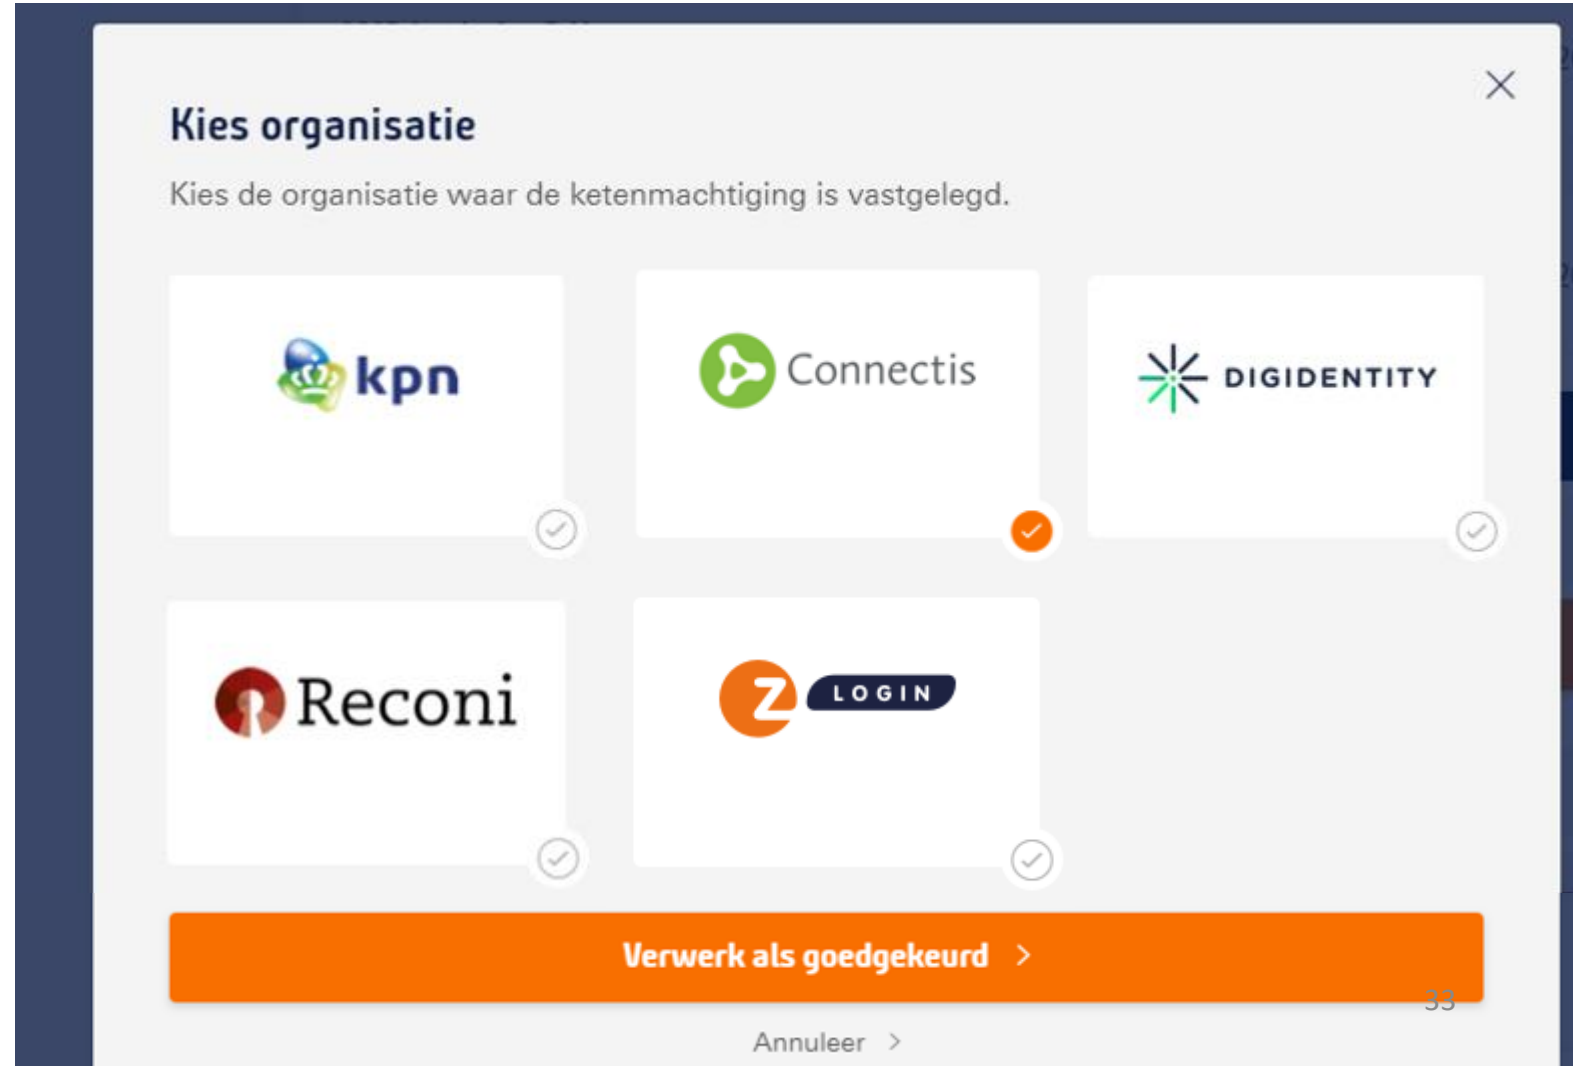 Kies organisatie
Kies de organisatie waar de ketenmachtiging is vastgelegd.
kpn
Connectis
DIGIDENTITY
Reconi
Z LOGIN
Verwerk als goedgekeurd
33
Annuleer